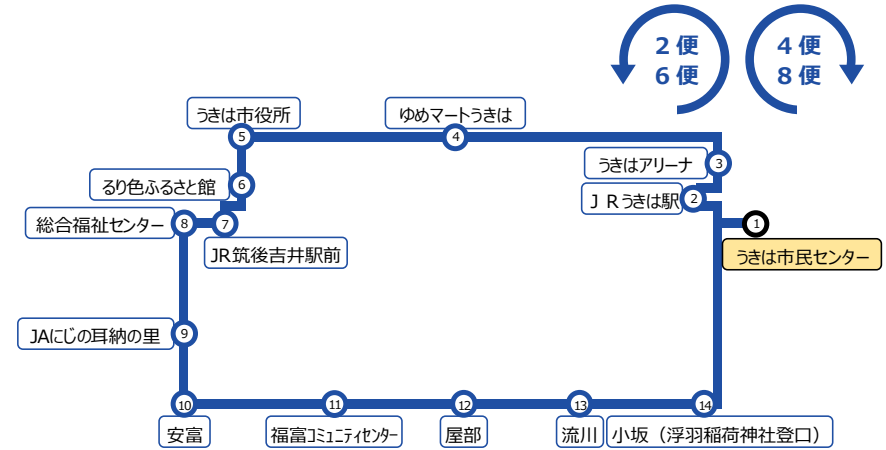 2便
6便
4便
8便
うきは市役所
ゆめマートうきは
5
4
うきはアリーナ
3
るり色ふるさと館
6
JRうきは駅
2
総合福祉センター
8
7
1
JR筑後吉井駅前
うきは市民センター
JAにじの耳納の里
9
10
11
12
13
14
安富
福富コミュニティセンター
屋部
流川
小坂（浮羽稲荷神社登口）